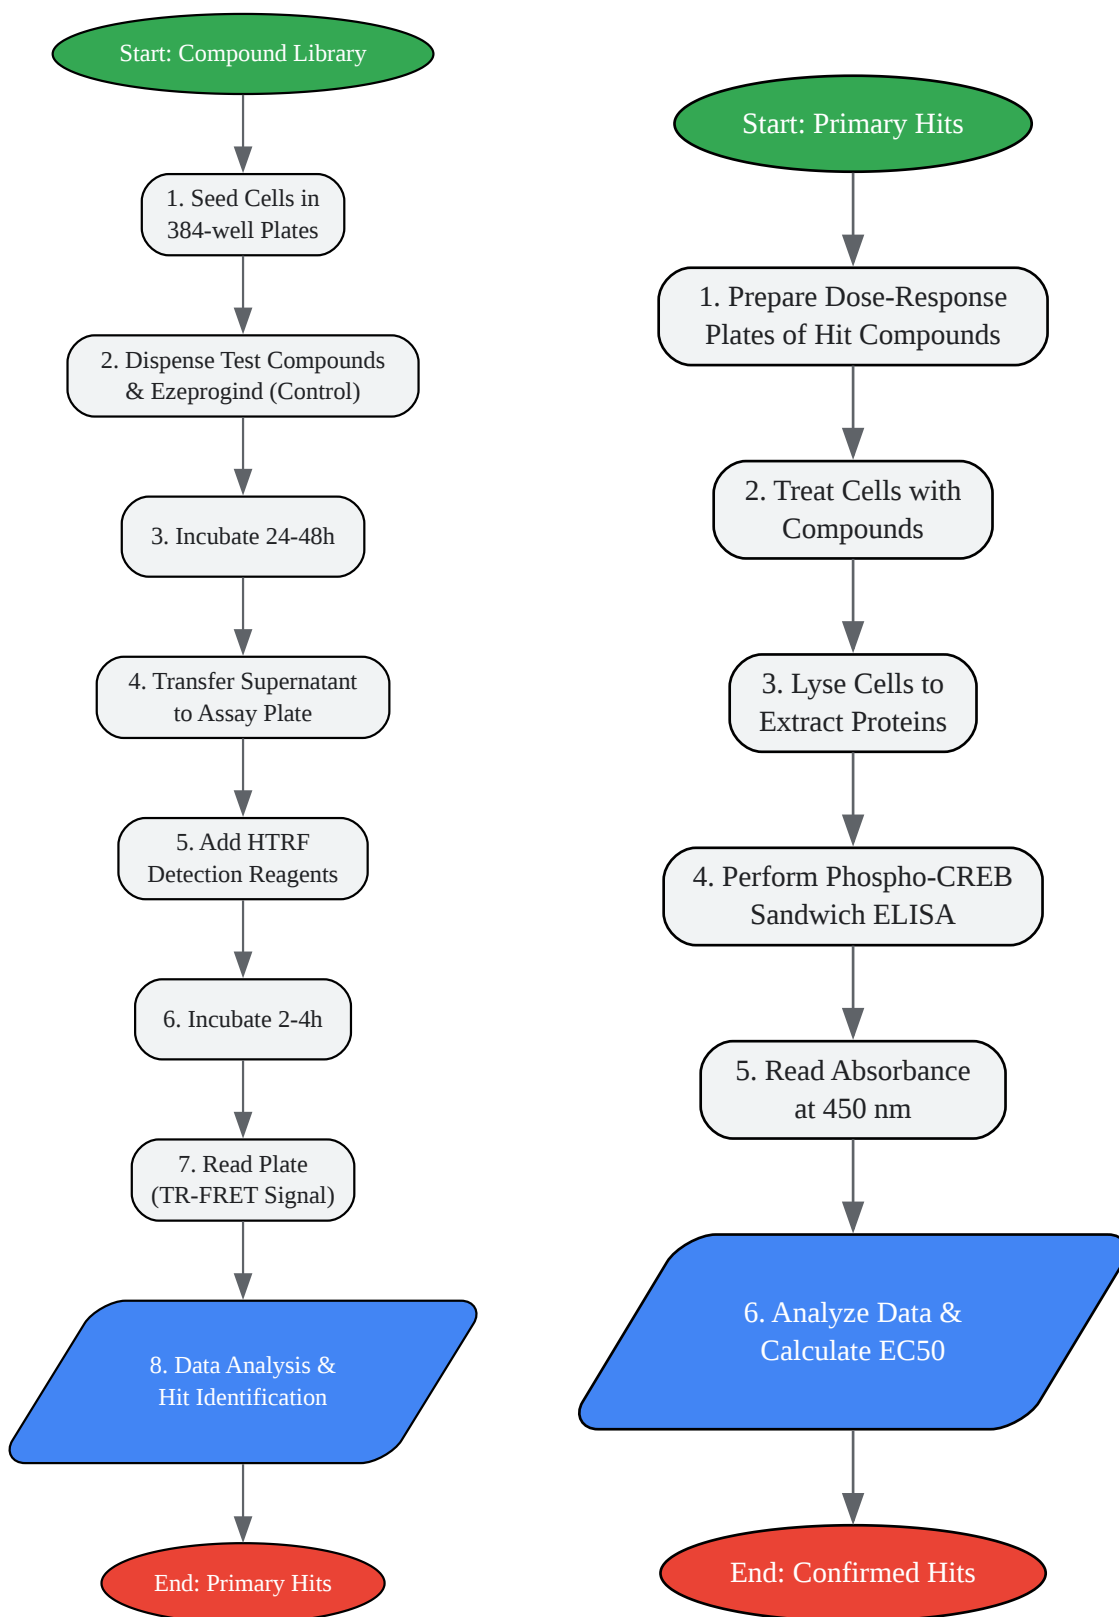 Start: Compound Library
1. Seed Cells in
384-well Plates
2. Dispense Test Compounds
& Ezeprogind (Control)
3. Incubate 24-48h
4. Transfer Supernatant
to Assay Plate
5. Add HTRF
Detection Reagents
6. Incubate 2-4h
7. Read Plate
(TR-FRET Signal)
8. Data Analysis &
Hit Identification
End: Primary Hits
Start: Primary Hits
1. Prepare Dose-Response
Plates of Hit Compounds
2. Treat Cells with
Compounds
3. Lyse Cells to
Extract Proteins
4. Perform Phospho-CREB
Sandwich ELISA
5. Read Absorbance
at 450 nm
6. Analyze Data &
Calculate EC50
End: Confirmed Hits